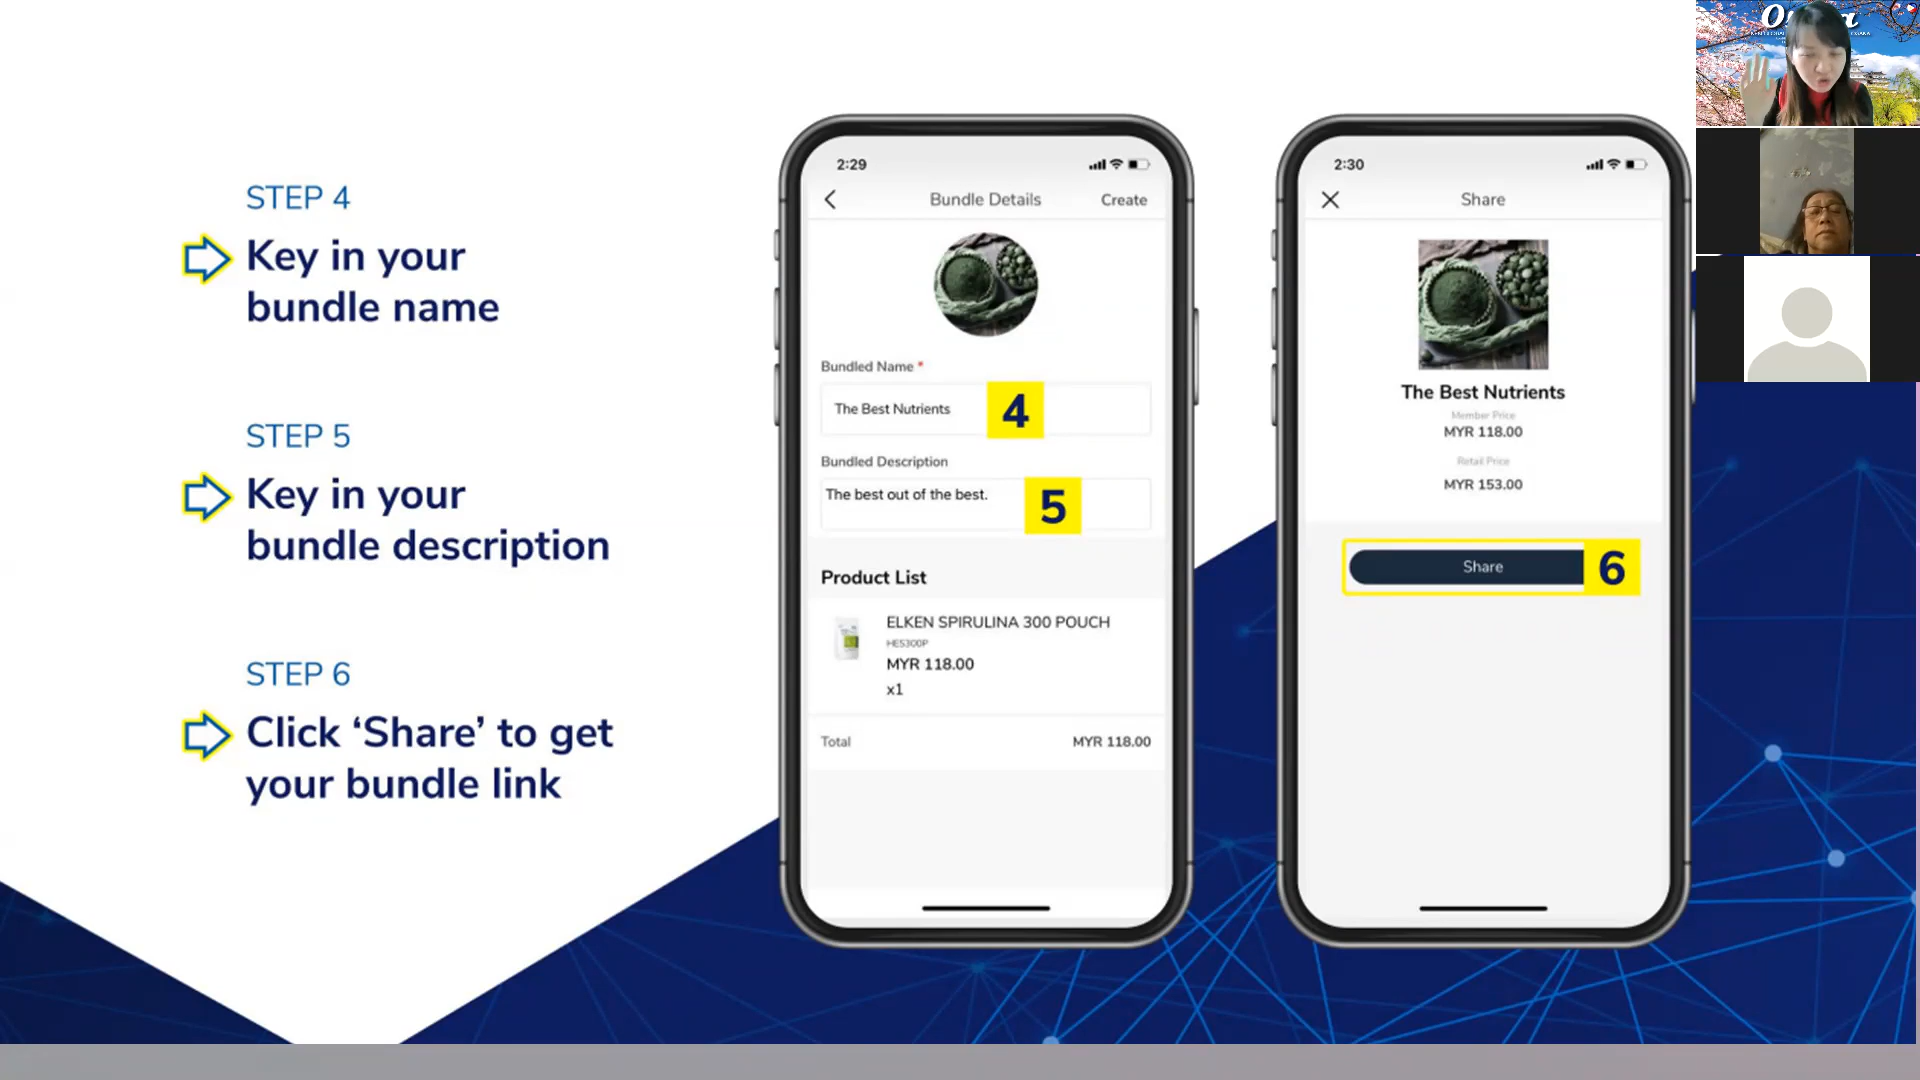 STEP 4
Key in your
bundle name
STEP 5
Key in your
bundle description
STEP 6
Click ‘Share’ to get
your bundle link
2:29
Bundle Details
Create
Bundled Name *
The Best Nutrients
4
Bundled Description
The best out of the best.
5
Product List
ELKEN SPIRULINA 300 POUCH
HES300P
MYR 118.00
x1
Total
MYR 118.00
2:30
Share
The Best Nutrients
Member Price
MYR 118.00
Retail Price
MYR 153.00
Share
6